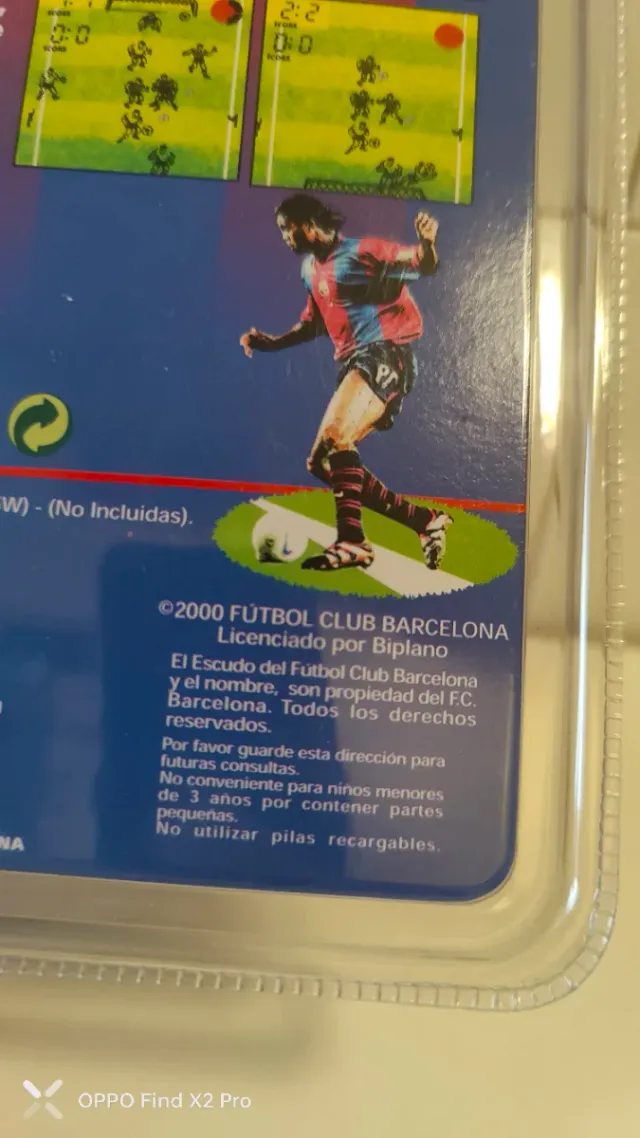 2:2
SCORE
0:0
SCORE
0:0
SCORE
W) - (No Incluidas).
©2000 FÚTBOL CLUB BARCELONA
Licenciado por Biplano
El Escudo del Fútbol Club Barcelona
y el nombre, son propiedad del F.C.
Barcelona. Todos los derechos
reservados.
Por favor guarde esta dirección para
futuras consultas.
No conveniente para niños menores
de 3 años por contener partes
pequeñas.
No utilizar pilas recargables.
NA
OPPO Find X2 Pro